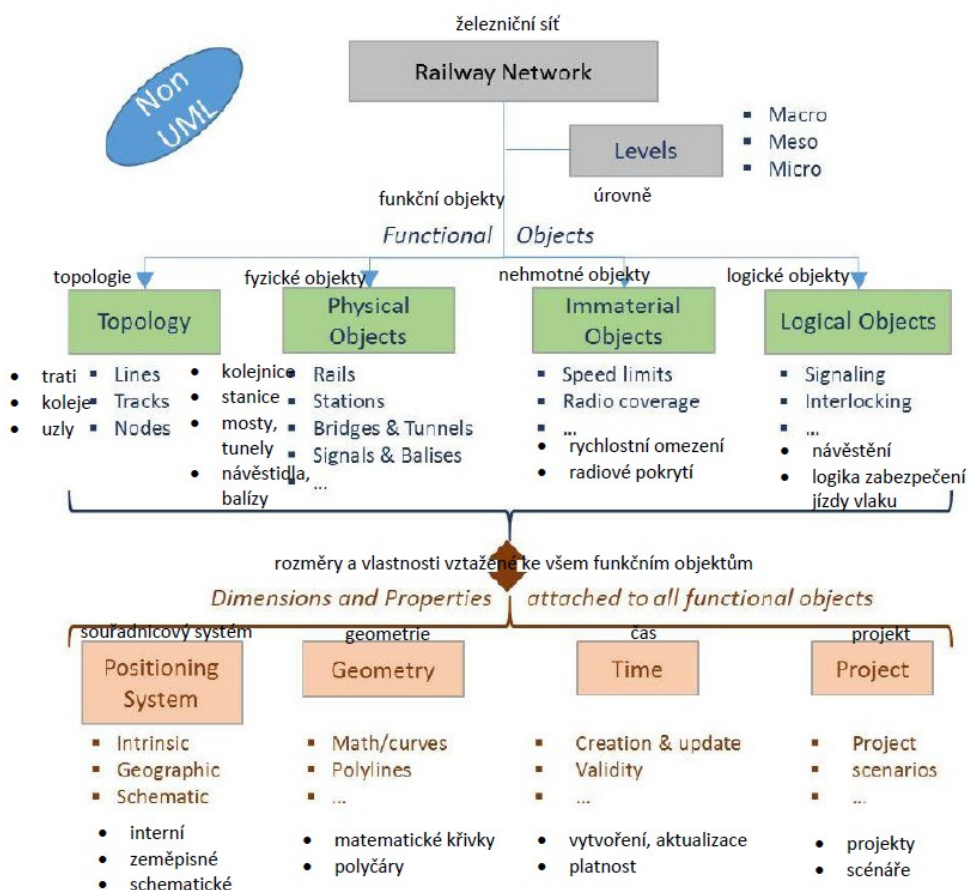 železniční síť
Railway Network
Non
UML
Levels
▪ Macro
▪ Meso
▪ Micro
úrovně
funkční objekty
Functional Objects
topologie
Topology
• trati
• koleje
• uzly
▪ Lines
▪ Tracks
▪ Nodes
fyzické objekty
Physical
Objects
• kolejnice
• stanice
• mosty,
tunely
• návěstidla,
balízy
▪ Rails
▪ Stations
▪ Bridges & Tunnels
▪ Signals & Balises
▪ ...
nehmotné objekty
Immaterial
Objects
▪ Speed limits
▪ Radio coverage
▪ ...
• rychlostní omezení
• radiové pokrytí
logické objekty
Logical Objects
▪ Signaling
▪ Interlocking
▪ ...
• návěstění
• logika zabezpečení
jízdy vlaku
rozměry a vlastnosti vztažené ke všem funkčním objektům
Dimensions and Properties attached to all functional objects
souřadnicový systém
Positioning
System
▪ Intrinsic
▪ Geographic
▪ Schematic
• interní
• zeměpisné
• schematické
geometrie
Geometry
▪ Math/curves
▪ Polylines
▪ ...
• matematické křivky
• polyčáry
čas
Time
▪ Creation & update
▪ Validity
▪ ...
• vytvoření, aktualizace
• platnost
projekt
Project
▪ Project
▪ scenarios
▪ ...
• projekty
• scénáře